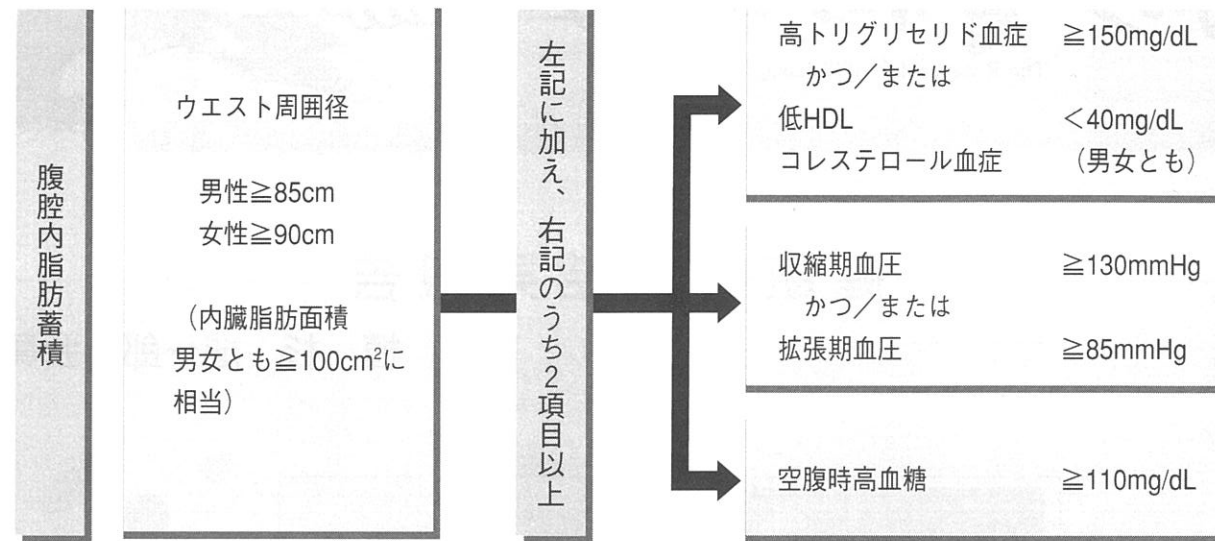 腹腔内脂肪蓄積
ウエスト周囲径
男性≧85cm
女性≧90cm
（内臓脂肪面積
男女とも≧100cm²に
相当）
左記に加え、右記のうち2項目以上
高トリグリセリド血症 ≧150mg/dL
かつ／または
低HDL <40mg/dL
コレステロール血症 （男女とも）
収縮期血圧 ≧130mmHg
かつ／または
拡張期血圧 ≧85mmHg
空腹時高血糖 ≧110mg/dL